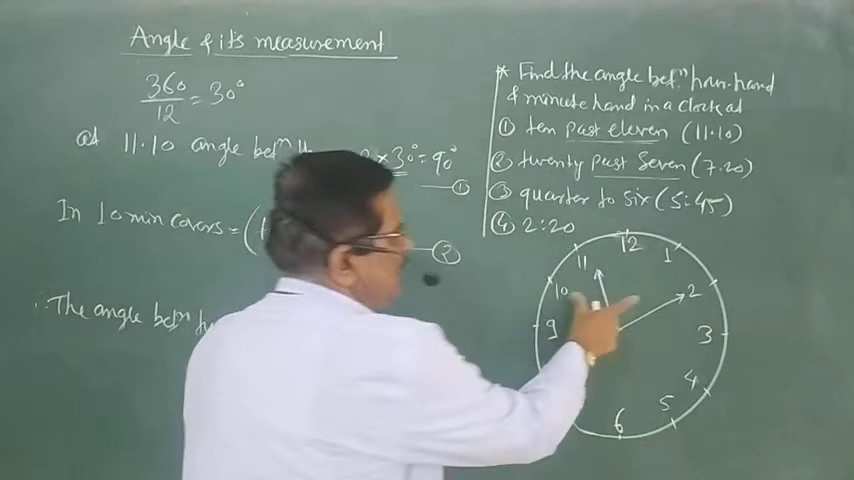 Angle & it's measurement
360/12 = 30°
at 11.10 angle betⁿ × 30° = 90°
— ①
In 10 min covers = (
— ②
∴ The angle betⁿ
* Find the angle betⁿ hour-hand
& minute hand in a clock at
① ten past eleven (11.10)
② twenty past seven (7.20)
③ quarter to six (5:45)
④ 2:20
12
11
1
10
2
9
3
4
5
6